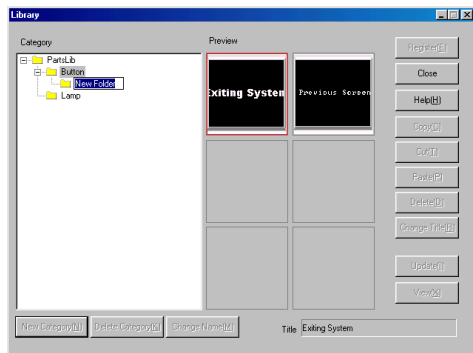 Library
Category
Preview
PartsLib
Button
New Folder
Lamp
Exiting System
Previous Screen
Register[E]
Close
Help[H]
Copy[C]
Cut[T]
Paste[P]
Delete[D]
Change Title[R]
Update[I]
View[X]
New Category[N]
Delete Category[K]
Change Name[M]
Title Exiting System